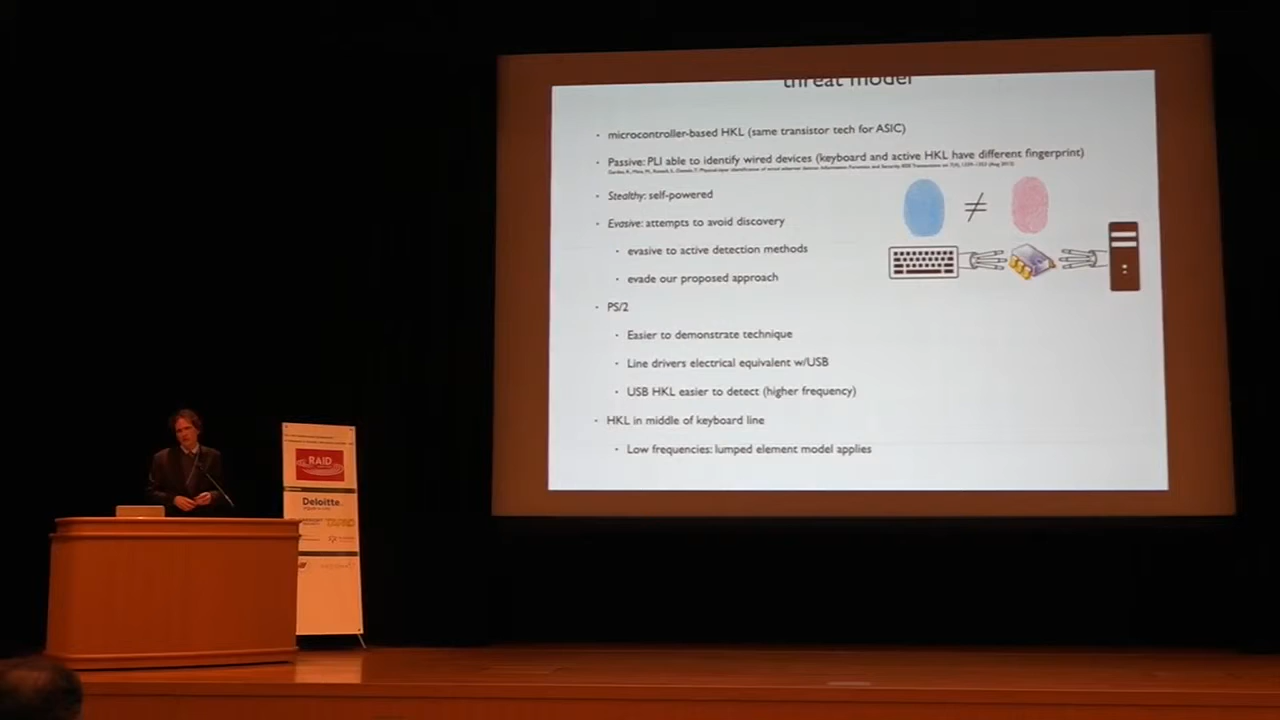 threat model
microcontroller-based HKL (same transistor tech for ASIC)
Passive: PLI able to identify wired devices (keyboard and active HKL have different fingerprint)
Stealthy: self-powered
Evasive: attempts to avoid discovery
evasive to active detection methods
evade our proposed approach
PS/2
Easier to demonstrate technique
Line drivers electrical equivalent w/USB
USB HKL easier to detect (higher frequency)
HKL in middle of keyboard line
Low frequencies: lumped element model applies
≠
RAID
Deloitte.